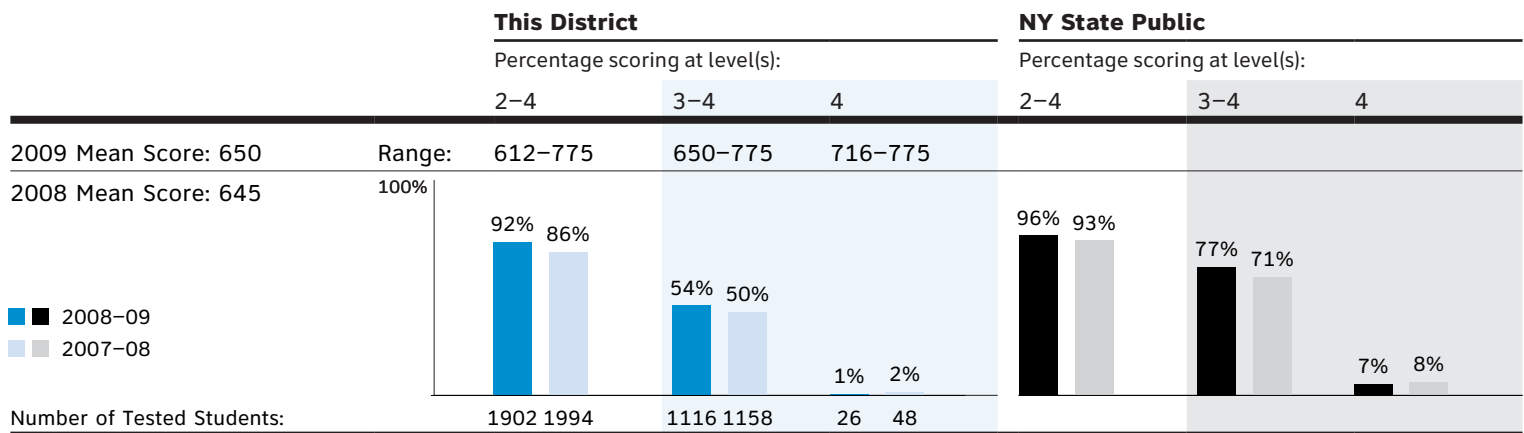 This District NY State Public
Percentage scoring at level(s): Percentage scoring at level(s):
2–4 3–4 4 2–4 3–4 4
2009 Mean Score: 650 Range: 612–775 650–775 716–775
2008 Mean Score: 645 100%
92% 86% 54% 50% 1% 2% 96% 93% 77% 71% 7% 8%
2008–09
2007–08
Number of Tested Students: 1902 1994 1116 1158 26 48